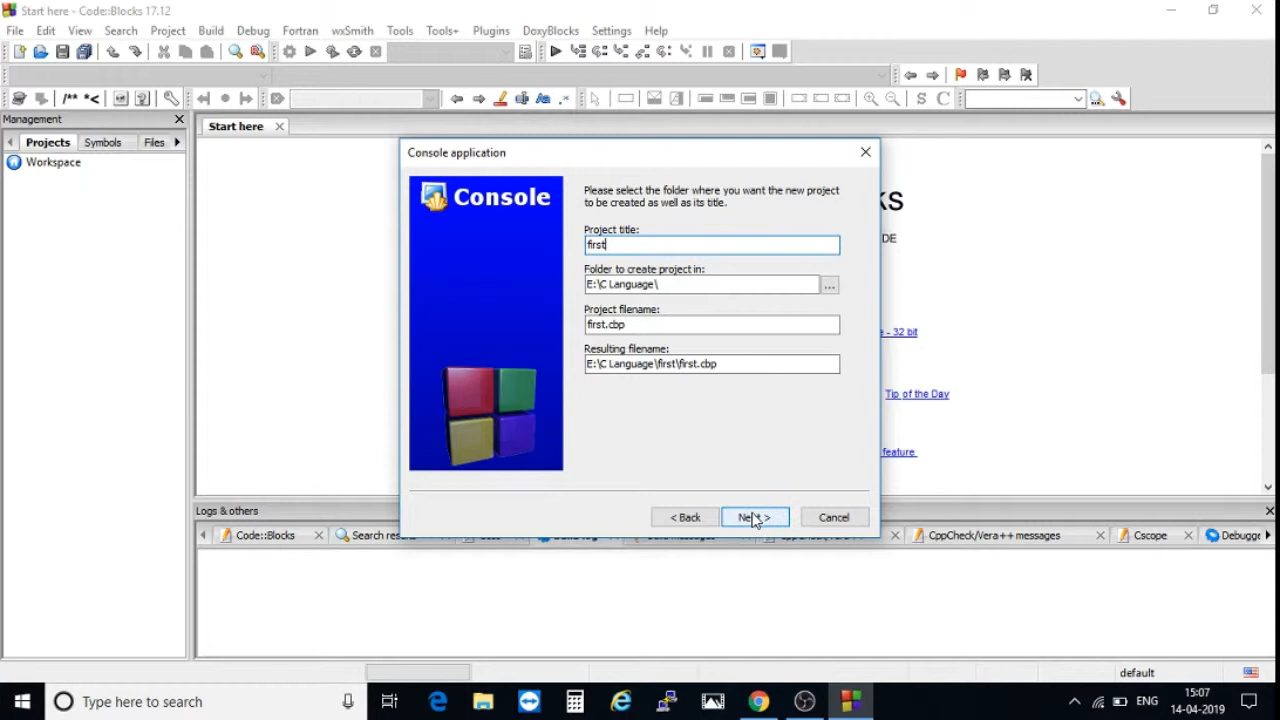 Start here - Code::Blocks 17.12
File Edit View Search Project Build Debug Fortran wxSmith Tools Tools+ Plugins DoxyBlocks Settings Help
/** *<
S C
Management
Projects Symbols Files
Workspace
Start here
Console application
Console
Please select the folder where you want the new project
to be created as well as its title.
Project title:
first
Folder to create project in:
E:\C Language\
...
Project filename:
first.cbp
Resulting filename:
E:\C Language\first\first.cbp
< Back
Next >
Cancel
DE
e - 32 bit
Tip of the Day
feature
Logs & others
Code::Blocks
Search
CppCheck/Vera++ messages
Cscope
Debugge
default
Type here to search
ENG
15:07
14-04-2019